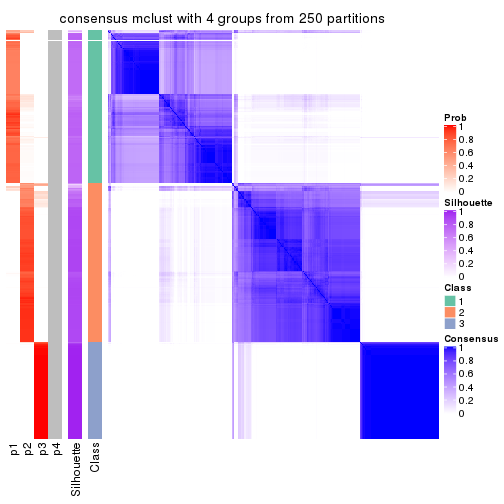 consensus mclust with 4 groups from 250 partitions
Prob
1
0.8
0.6
0.4
0.2
0
Silhouette
1
0.8
0.6
0.4
0.2
0
Class
1
2
3
Consensus
1
0.8
0.6
0.4
0.2
0
p1
p2
p3
p4
Silhouette
Class